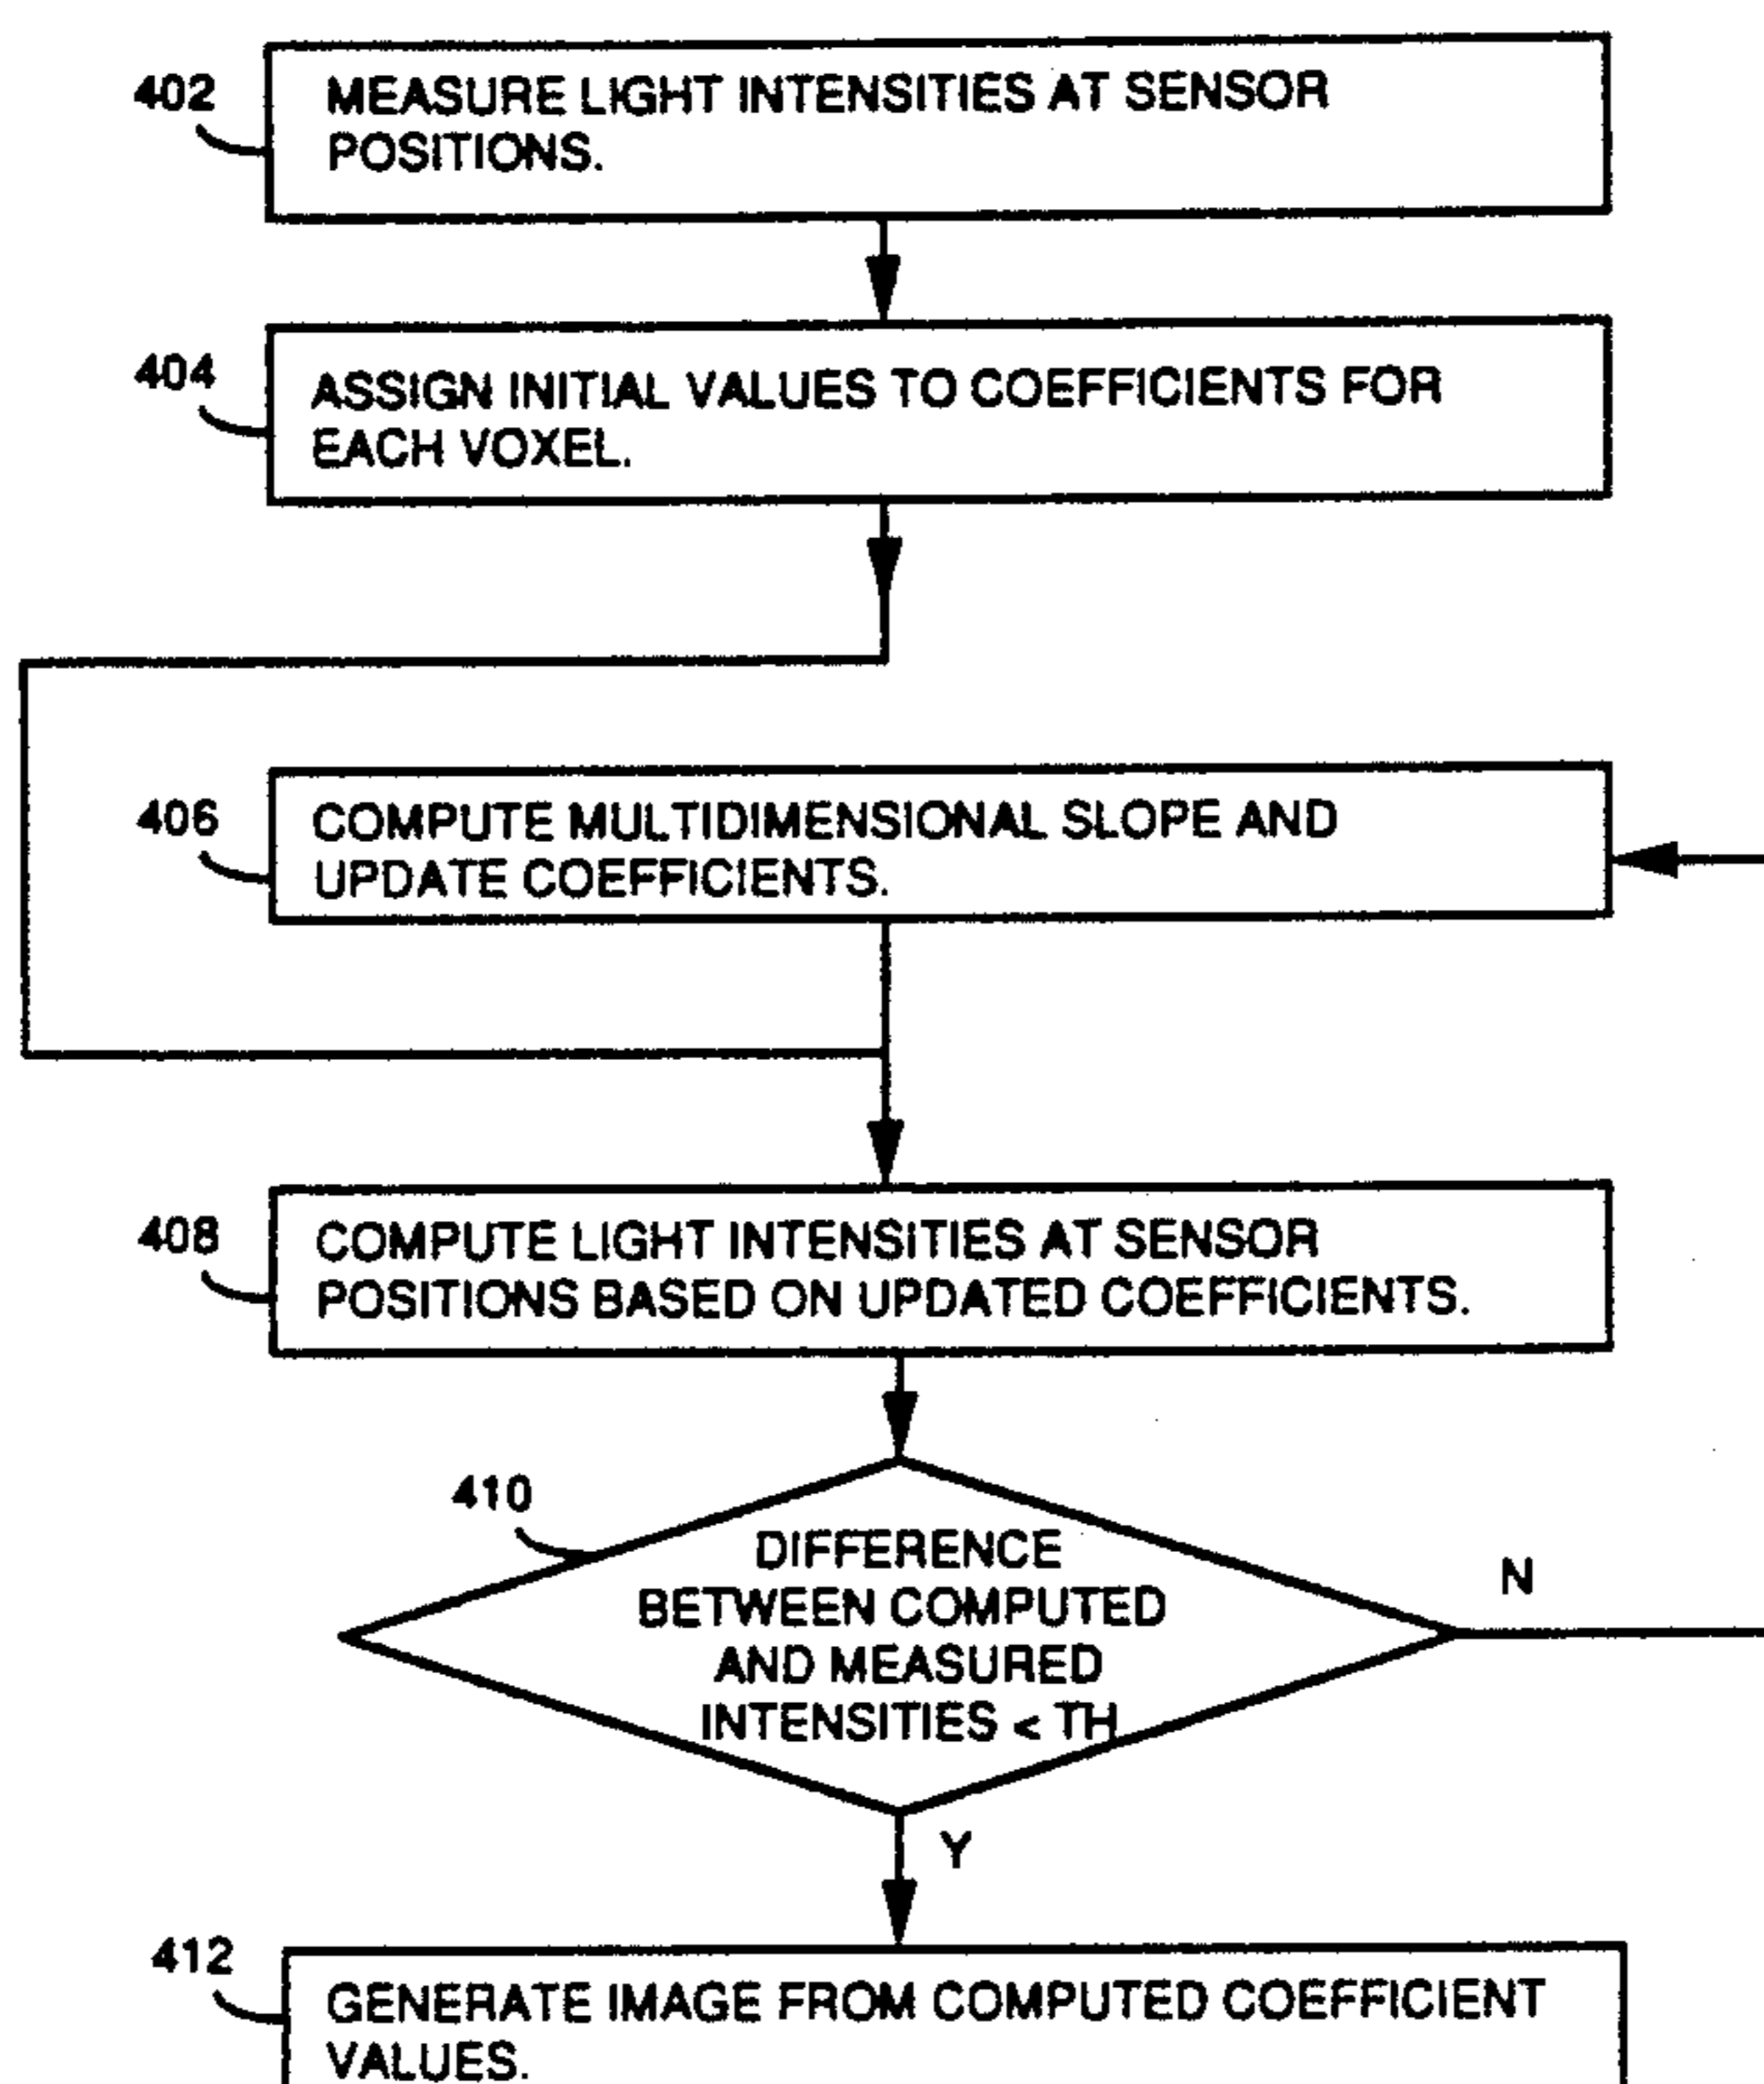 402
MEASURE LIGHT INTENSITIES AT SENSOR
POSITIONS.
404
ASSIGN INITIAL VALUES TO COEFFICIENTS FOR
EACH VOXEL.
406
COMPUTE MULTIDIMENSIONAL SLOPE AND
UPDATE COEFFICIENTS.
408
COMPUTE LIGHT INTENSITIES AT SENSOR
POSITIONS BASED ON UPDATED COEFFICIENTS.
410
DIFFERENCE
BETWEEN COMPUTED
AND MEASURED
INTENSITIES < TH
N
Y
412
GENERATE IMAGE FROM COMPUTED COEFFICIENT
VALUES.